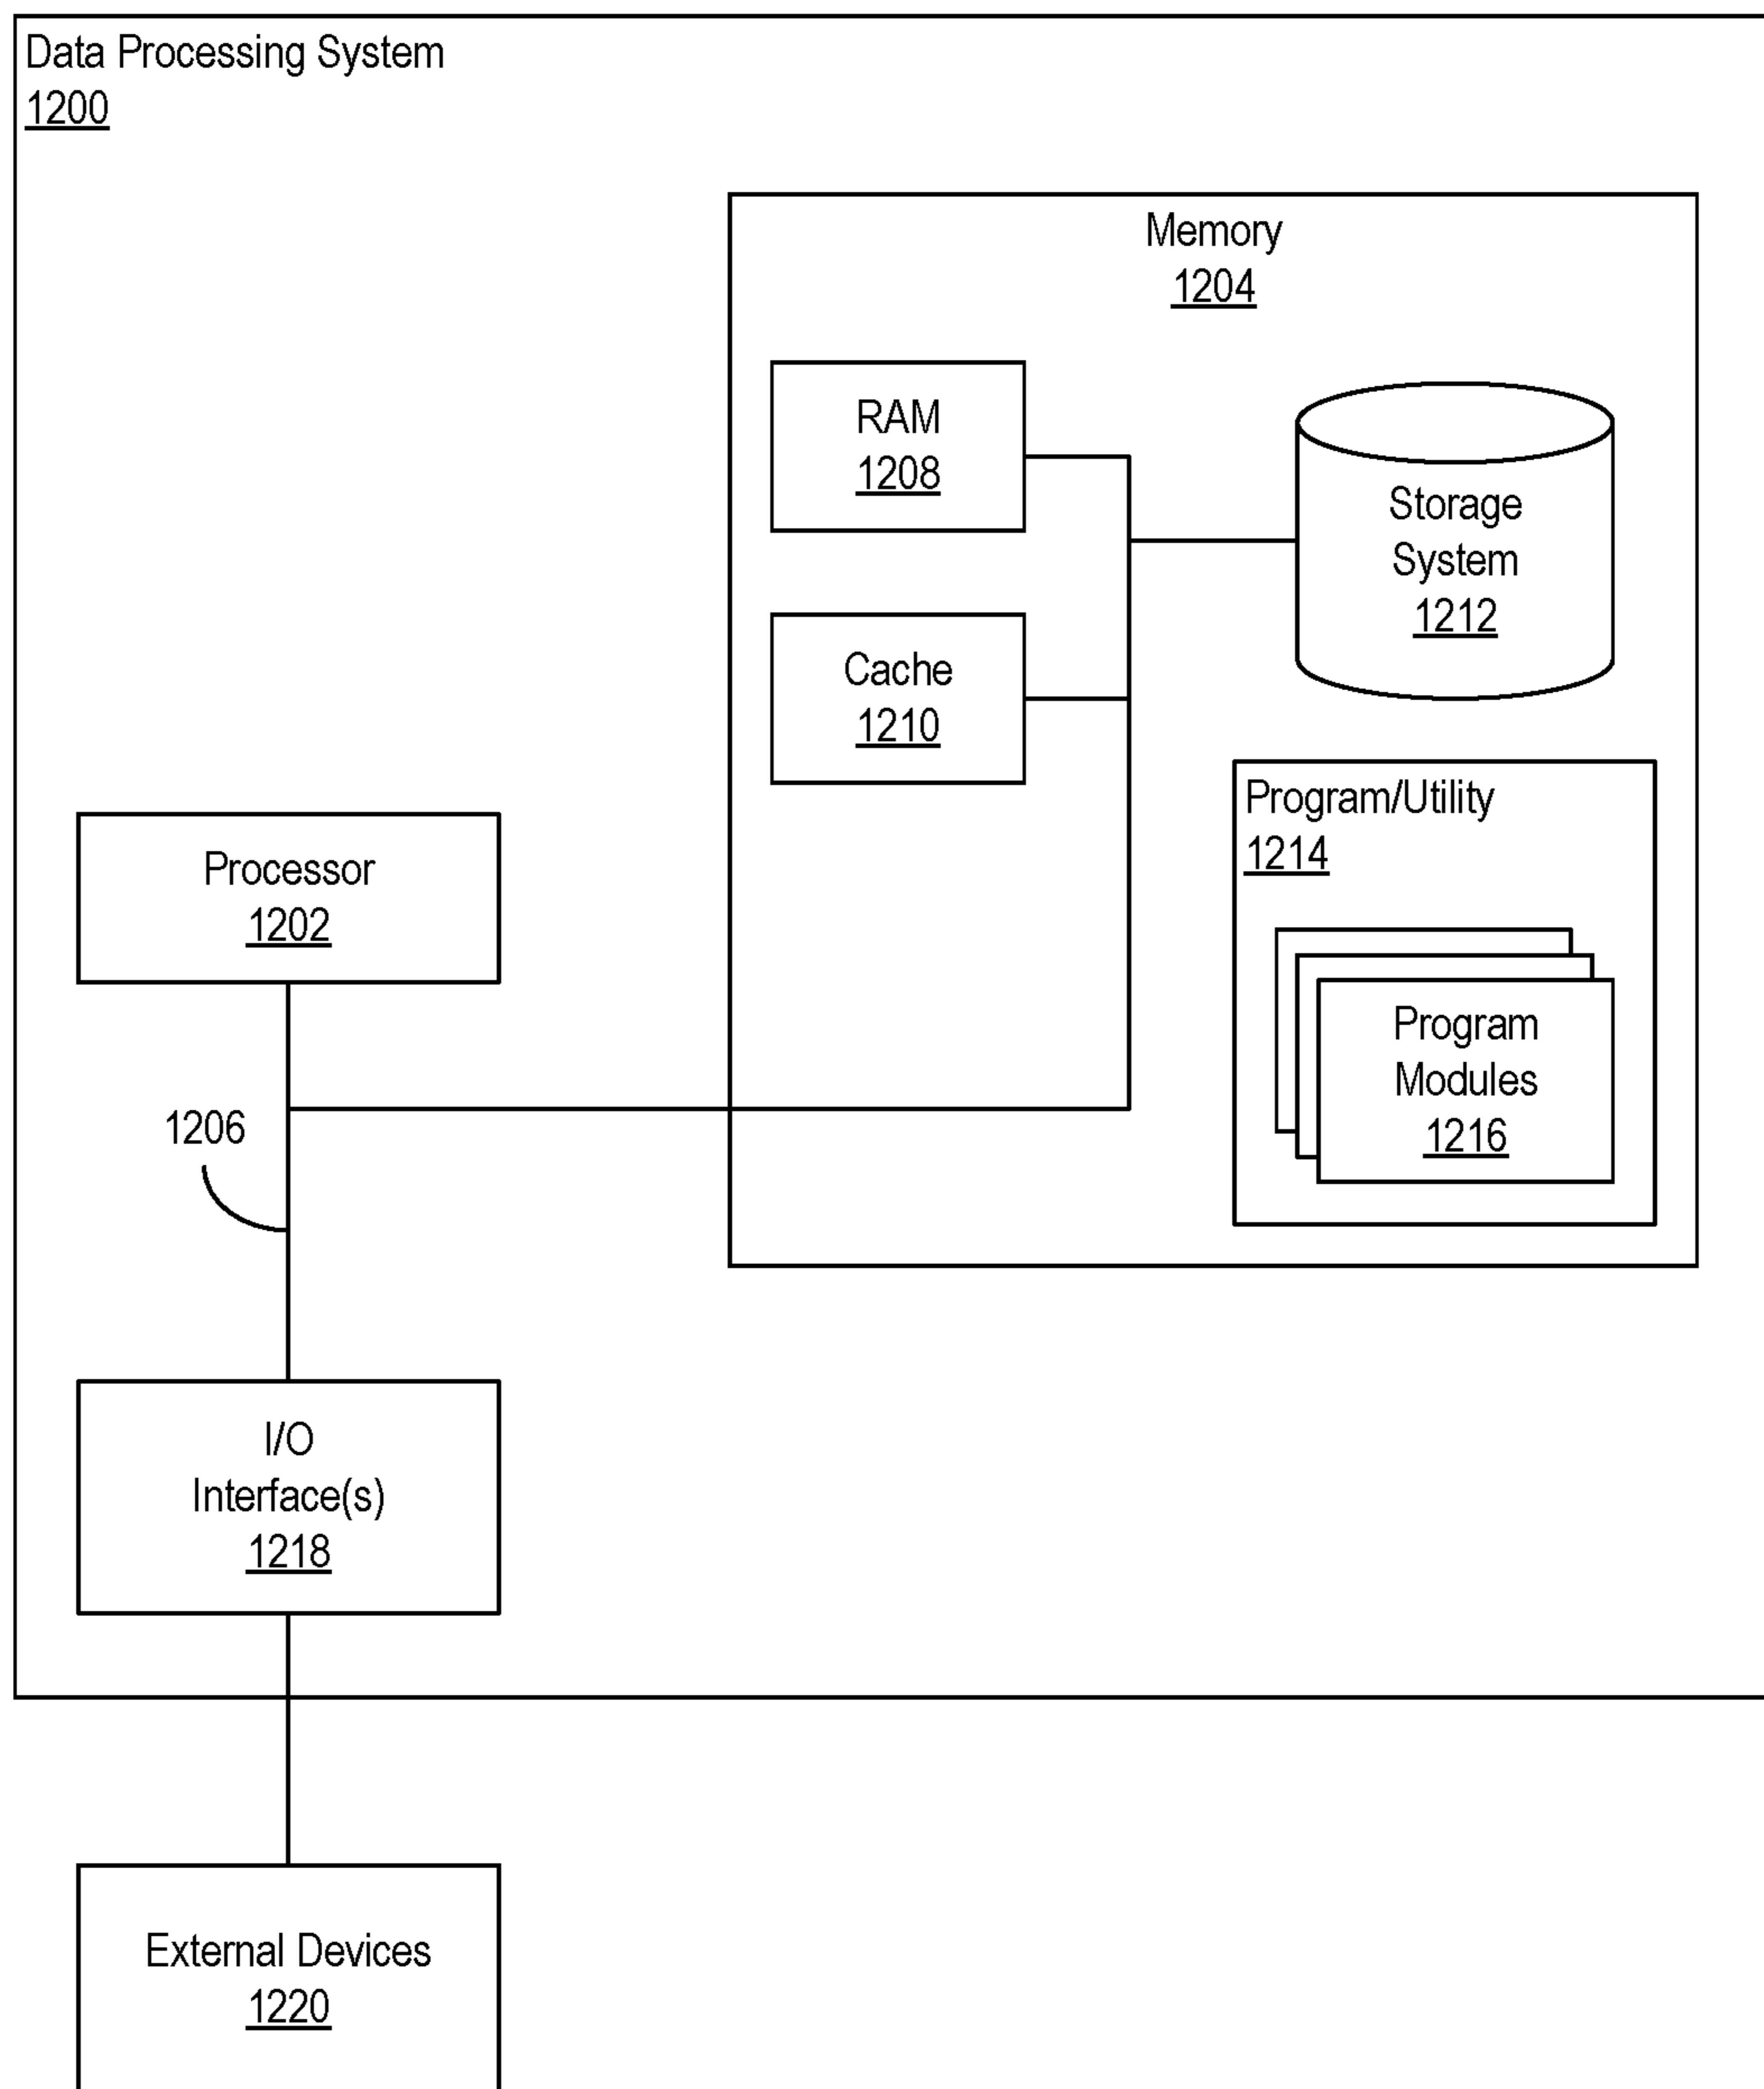 Data Processing System
1200
Memory
1204
RAM
1208
Storage
System
1212
Cache
1210
Program/Utility
1214
Processor
1202
Program
Modules
1216
1206
I/O
Interface(s)
1218
External Devices
1220